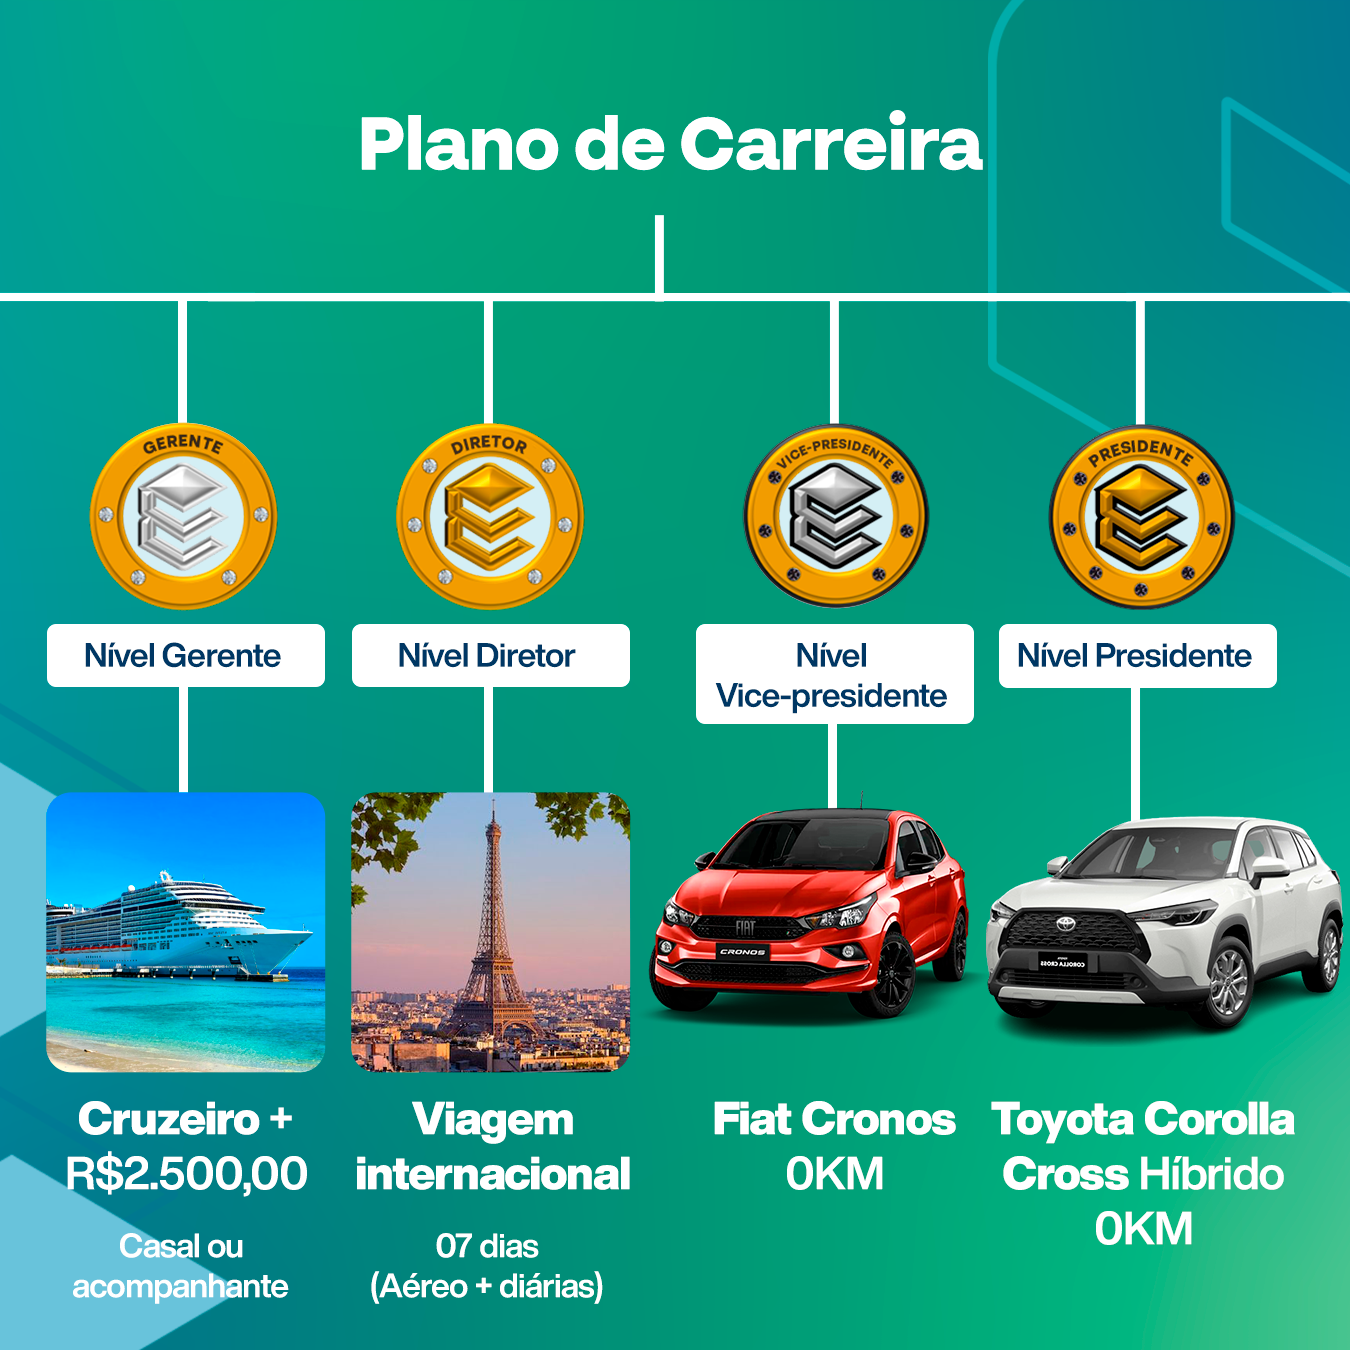 Plano de Carreira
GERENTE
DIRETOR
VICE-PRESIDENTE
PRESIDENTE
Nível Gerente
Nível Diretor
Nível
Vice-presidente
Nível Presidente
FIAT
CRONOS
COROLLA CROSS
Cruzeiro +
R$2.500,00
Casal ou
acompanhante
Viagem
internacional
07 dias
(Aéreo + diárias)
Fiat Cronos
0KM
Toyota Corolla
Cross Híbrido
0KM